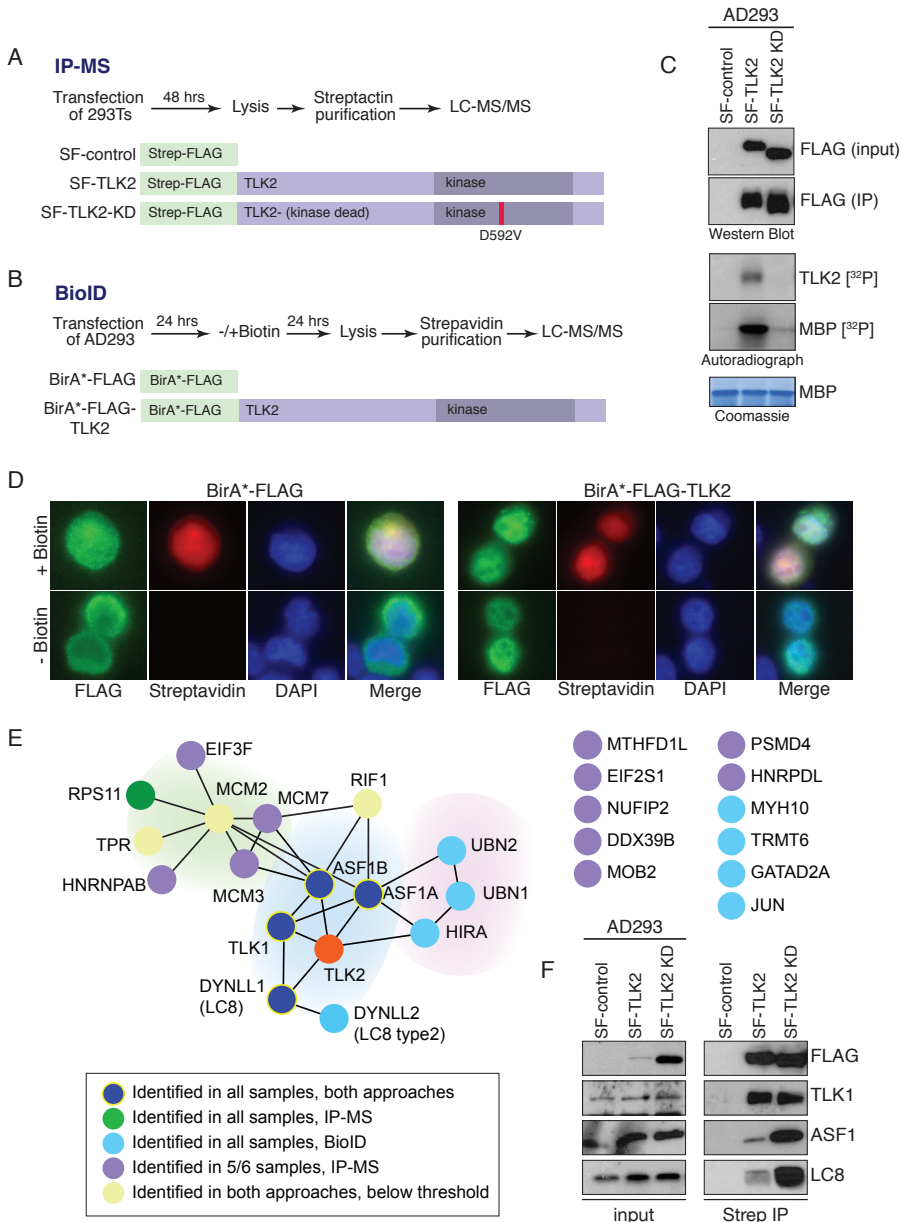 A
IP-MS
Transfection of 293Ts
48 hrs
Lysis
Streptactin purification
LC-MS/MS
SF-control
Strep-FLAG
SF-TLK2
Strep-FLAG
TLK2
kinase
SF-TLK2-KD
Strep-FLAG
TLK2- (kinase dead)
kinase
D592V
B
BioID
Transfection of AD293
24 hrs
-/+Biotin
24 hrs
Lysis
Strepavidin purification
LC-MS/MS
BirA*-FLAG
BirA*-FLAG
BirA*-FLAG-TLK2
BirA*-FLAG
TLK2
kinase
C
AD293
SF-control
SF-TLK2
SF-TLK2 KD
FLAG (input)
FLAG (IP)
Western Blot
TLK2 [³²P]
MBP [³²P]
Autoradiograph
MBP
Coomassie
D
BirA*-FLAG
BirA*-FLAG-TLK2
+ Biotin
- Biotin
FLAG
Streptavidin
DAPI
Merge
FLAG
Streptavidin
DAPI
Merge
E
EIF3F
RPS11
MCM2
MCM7
RIF1
TPR
HNRNPAB
MCM3
ASF1B
ASF1A
UBN2
UBN1
HIRA
TLK1
TLK2
DYNLL1
(LC8)
DYNLL2
(LC8 type2)
MTHFD1L
EIF2S1
NUFIP2
DDX39B
MOB2
PSMD4
HNRPDL
MYH10
TRMT6
GATAD2A
JUN
Identified in all samples, both approaches
Identified in all samples, IP-MS
Identified in all samples, BioID
Identified in 5/6 samples, IP-MS
Identified in both approaches, below threshold
F
AD293
SF-control
SF-TLK2
SF-TLK2 KD
SF-control
SF-TLK2
SF-TLK2 KD
FLAG
TLK1
ASF1
LC8
input
Strep IP